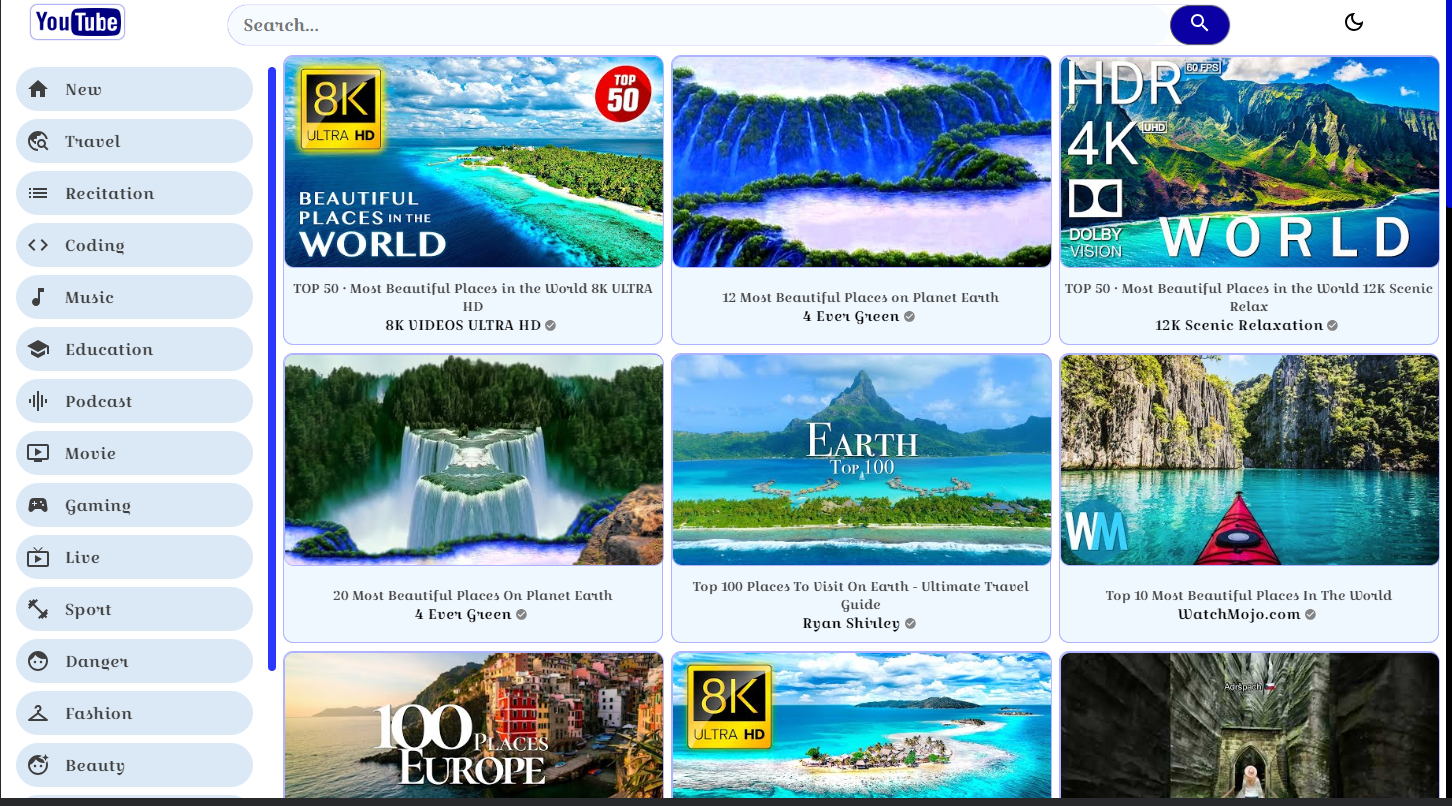 YouTube
Search...
New
Travel
Recitation
Coding
Music
Education
Podcast
Movie
Gaming
Live
Sport
Danger
Fashion
Beauty
8K
ULTRA HD
TOP
50
BEAUTIFUL
PLACES IN THE
WORLD
TOP 50 • Most Beautiful Places in the World 8K ULTRA
HD
8K VIDEOS ULTRA HD
12 Most Beautiful Places on Planet Earth
4 Ever Green
HDR 60 FPS
4K UHD
DOLBY
VISION
WORLD
TOP 50 • Most Beautiful Places in the World 12K Scenic
Relax
12K Scenic Relaxation
20 Most Beautiful Places On Planet Earth
4 Ever Green
EARTH
Top 100
Top 100 Places To Visit On Earth - Ultimate Travel
Guide
Ryan Shirley
WM
Top 10 Most Beautiful Places In The World
WatchMojo.com
100 PLACES
EUROPE
8K
ULTRA HD
Adršpach